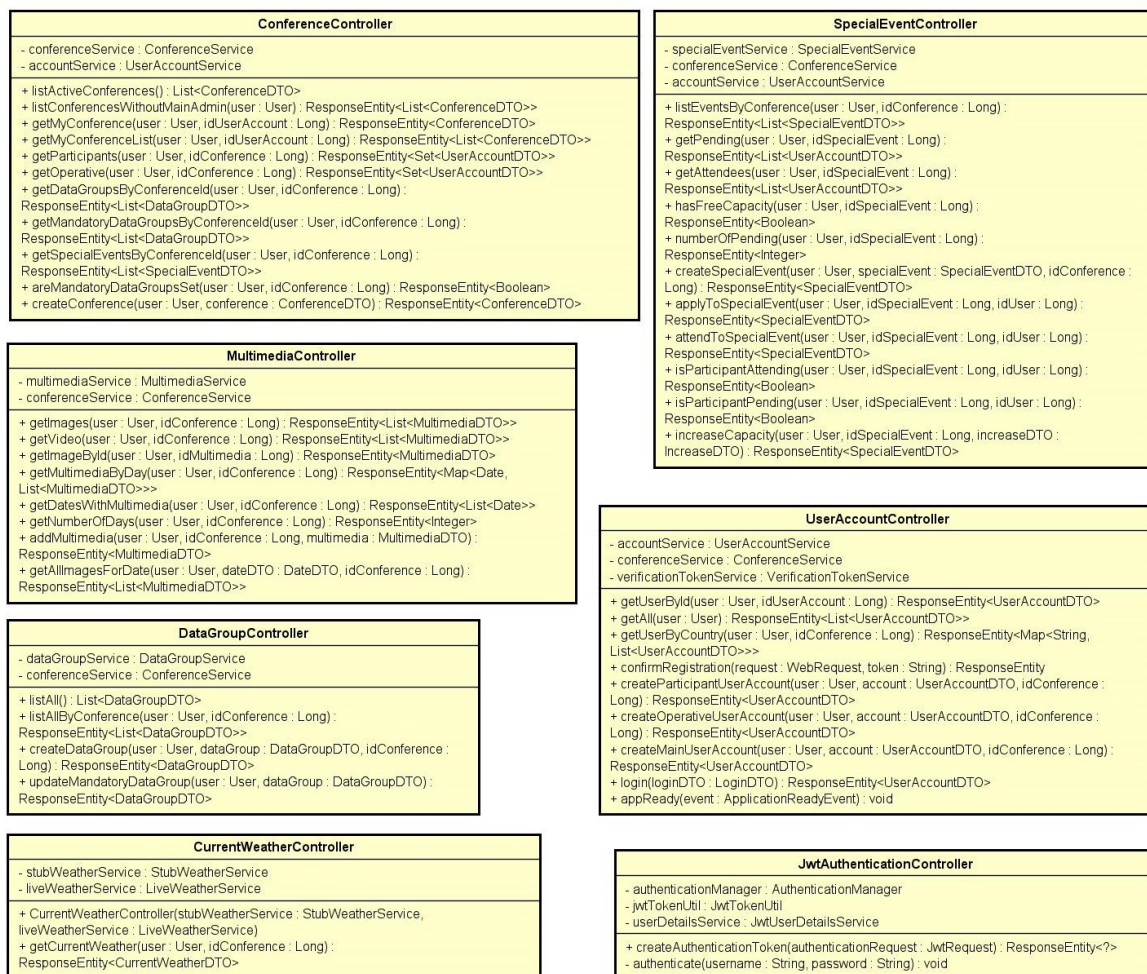 ConferenceController
- conferenceService : ConferenceService
- accountService : UserAccountService
+ listActiveConferences() : List<ConferenceDTO>
+ listConferencesWithoutMainAdmin(user : User) : ResponseEntity<List<ConferenceDTO>>
+ getMyConference(user : User, idUserAccount : Long) : ResponseEntity<ConferenceDTO>
+ getMyConferenceList(user : User, idUserAccount : Long) : ResponseEntity<List<ConferenceDTO>>
+ getParticipants(user : User, idConference : Long) : ResponseEntity<Set<UserAccountDTO>>
+ getOperative(user : User, idConference : Long) : ResponseEntity<Set<UserAccountDTO>>
+ getDataGroupsByConferenceId(user : User, idConference : Long) :
ResponseEntity<List<DataGroupDTO>>
+ getMandatoryDataGroupsByConferenceId(user : User, idConference : Long) :
ResponseEntity<List<DataGroupDTO>>
+ getSpecialEventsByConferenceId(user : User, idConference : Long) :
ResponseEntity<List<SpecialEventDTO>>
+ areMandatoryDataGroupsSet(user : User, idConference : Long) : ResponseEntity<Boolean>
+ createConference(user : User, conference : ConferenceDTO) : ResponseEntity<ConferenceDTO>
SpecialEventController
- specialEventService : SpecialEventService
- conferenceService : ConferenceService
- accountService : UserAccountService
+ listEventsByConference(user : User, idConference : Long) :
ResponseEntity<List<SpecialEventDTO>>
+ getPending(user : User, idSpecialEvent : Long) :
ResponseEntity<List<UserAccountDTO>>
+ getAttendees(user : User, idSpecialEvent : Long) :
ResponseEntity<List<UserAccountDTO>>
+ hasFreeCapacity(user : User, idSpecialEvent : Long) :
ResponseEntity<Boolean>
+ numberOfPending(user : User, idSpecialEvent : Long) :
ResponseEntity<Integer>
+ createSpecialEvent(user : User, specialEvent : SpecialEventDTO, idConference :
Long) : ResponseEntity<SpecialEventDTO>
+ applyToSpecialEvent(user : User, idSpecialEvent : Long, idUser : Long) :
ResponseEntity<SpecialEventDTO>
+ attendToSpecialEvent(user : User, idSpecialEvent : Long, idUser : Long) :
ResponseEntity<SpecialEventDTO>
+ isParticipantAttending(user : User, idSpecialEvent : Long, idUser : Long) :
ResponseEntity<Boolean>
+ isParticipantPending(user : User, idSpecialEvent : Long, idUser : Long) :
ResponseEntity<Boolean>
+ increaseCapacity(user : User, idSpecialEvent : Long, increaseDTO :
IncreaseDTO) : ResponseEntity<SpecialEventDTO>
MultimediaController
- multimediaService : MultimediaService
- conferenceService : ConferenceService
+ getImages(user : User, idConference : Long) : ResponseEntity<List<MultimediaDTO>>
+ getVideo(user : User, idConference : Long) : ResponseEntity<List<MultimediaDTO>>
+ getImageById(user : User, idMultimedia : Long) : ResponseEntity<MultimediaDTO>
+ getMultimediaByDay(user : User, idConference : Long) : ResponseEntity<Map<Date,
List<MultimediaDTO>>>
+ getDatesWithMultimedia(user : User, idConference : Long) : ResponseEntity<List<Date>>
+ getNumberOfDays(user : User, idConference : Long) : ResponseEntity<Integer>
+ addMultimedia(user : User, idConference : Long, multimedia : MultimediaDTO) :
ResponseEntity<MultimediaDTO>
+ getAllImagesForDate(user : User, dateDTO : DateDTO, idConference : Long) :
ResponseEntity<List<MultimediaDTO>>
UserAccountController
- accountService : UserAccountService
- conferenceService : ConferenceService
- verificationTokenService : VerificationTokenService
+ getUserById(user : User, idUserAccount : Long) : ResponseEntity<UserAccountDTO>
+ getAll(user : User) : ResponseEntity<List<UserAccountDTO>>
+ getUserByCountry(user : User, idConference : Long) : ResponseEntity<Map<String,
List<UserAccountDTO>>>
+ confirmRegistration(request : WebRequest, token : String) : ResponseEntity
+ createParticipantUserAccount(user : User, account : UserAccountDTO, idConference :
Long) : ResponseEntity<UserAccountDTO>
+ createOperativeUserAccount(user : User, account : UserAccountDTO, idConference :
Long) : ResponseEntity<UserAccountDTO>
+ createMainUserAccount(user : User, account : UserAccountDTO, idConference : Long) :
ResponseEntity<UserAccountDTO>
+ login(loginDTO : LoginDTO) : ResponseEntity<UserAccountDTO>
+ appReady(event : ApplicationReadyEvent) : void
DataGroupController
- dataGroupService : DataGroupService
- conferenceService : ConferenceService
+ listAll() : List<DataGroupDTO>
+ listAllByConference(user : User, idConference : Long) :
ResponseEntity<List<DataGroupDTO>>
+ createDataGroup(user : User, dataGroup : DataGroupDTO, idConference :
Long) : ResponseEntity<DataGroupDTO>
+ updateMandatoryDataGroup(user : User, dataGroup : DataGroupDTO) :
ResponseEntity<DataGroupDTO>
CurrentWeatherController
- stubWeatherService : StubWeatherService
- liveWeatherService : LiveWeatherService
+ CurrentWeatherController(stubWeatherService : StubWeatherService,
liveWeatherService : LiveWeatherService)
+ getCurrentWeather(user : User, idConference : Long) :
ResponseEntity<CurrentWeatherDTO>
JwtAuthenticationController
- authenticationManager : AuthenticationManager
- jwtTokenUtil : JwtTokenUtil
- userDetailsService : JwtUserDetailsService
+ createAuthenticationToken(authenticationRequest : JwtRequest) : ResponseEntity<?>
- authenticate(username : String, password : String) : void